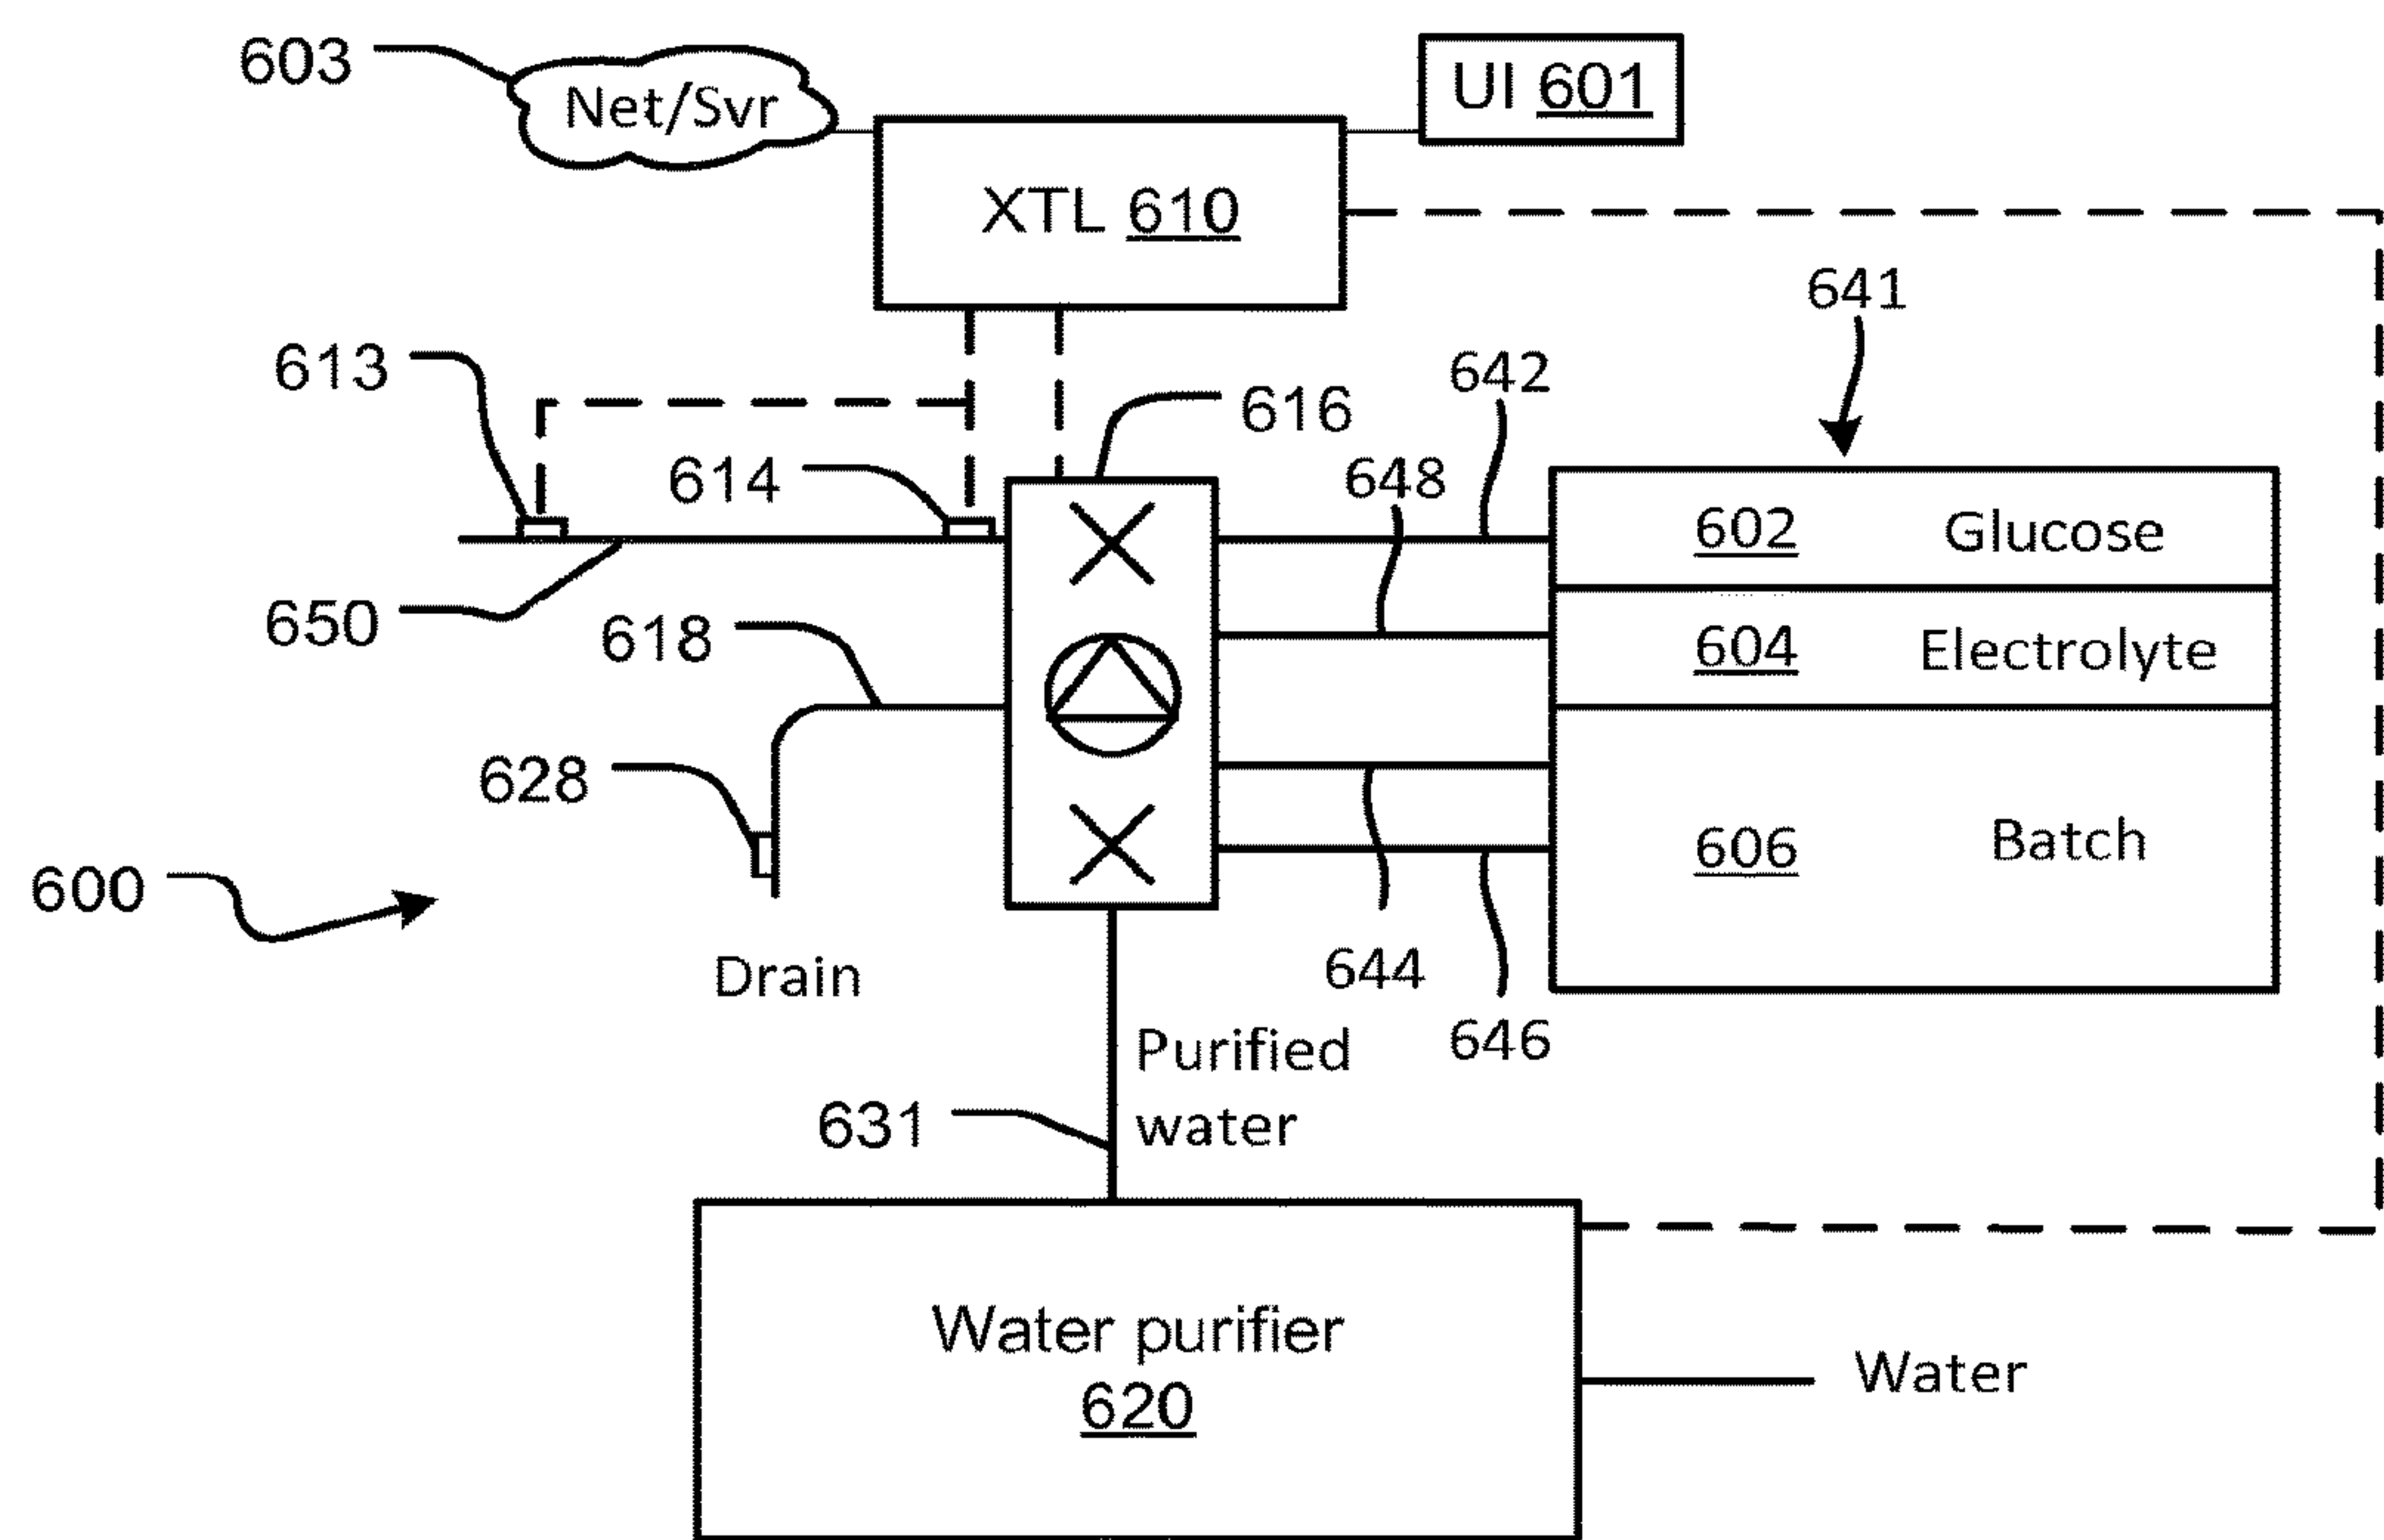 603
Net/Svr
UI 601
XTL 610
641
613
642
616
614
648
602 Glucose
650
618
604 Electrolyte
628
606 Batch
600
644
Drain
646
Purified
water
631
Water purifier
620
Water